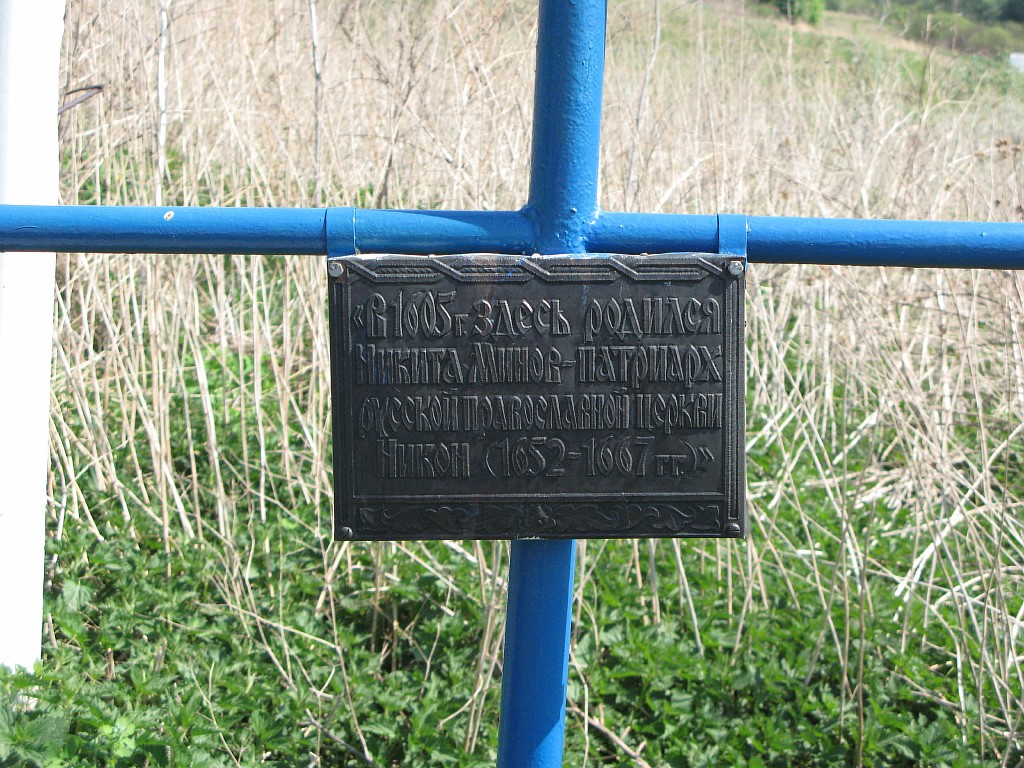 «В 1605 г. здесь родился
Никита Минов-патриарх
русской православной Церкви
Никон (1652-1667 гг.)»